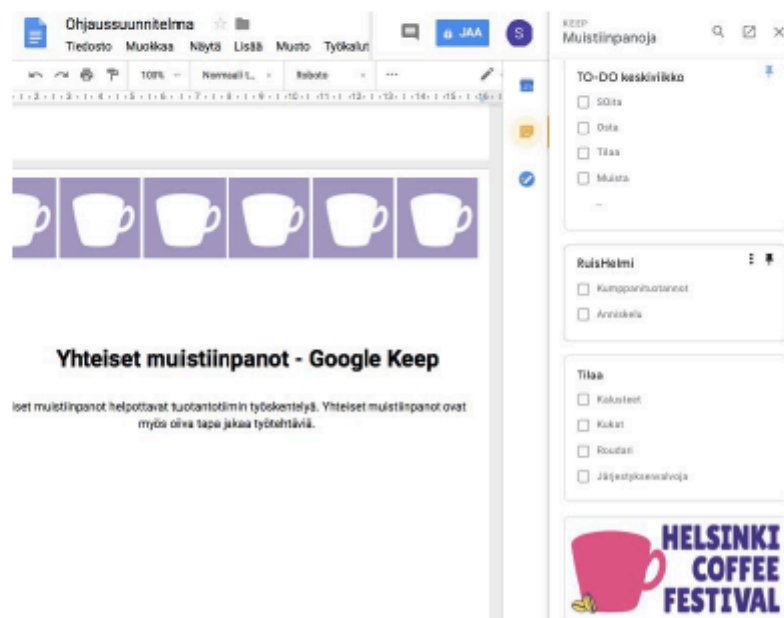 Ohjaussuunnitelma
Tiedosto Muokkaa Näytä Lisää Muoto Työkalut
JAA
S
100% Normaali t... Roboto ...
Yhteiset muistiinpanot - Google Keep
iset muistiinpanot helpottavat tuotantotiimin työskentelyä. Yhteiset muistiinpanot ovat
myös oiva tapa jakaa työtehtäviä.
KEEP
Muistiinpanoja
TO-DO keskiviikko
Soita
Osta
Tilaa
Muista
RuisHelmi
Kumppanituotannot
Anniskelu
Tilaa
Kalusteet
Kukat
Roudari
Järjestyksenvalvoja
HELSINKI
COFFEE
FESTIVAL